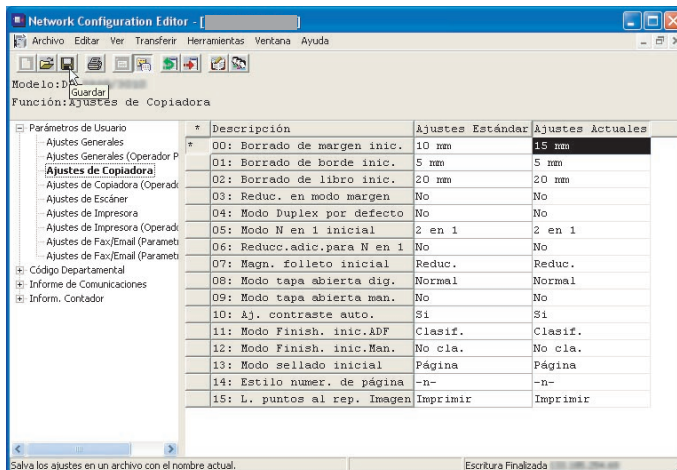 Network Configuration Editor - [ ]
Archivo Editar Ver Transferir Herramientas Ventana Ayuda
Modelo:D
Guardar
Función:Ajustes de Copiadora
Parámetros de Usuario
Ajustes Generales
Ajustes Generales (Operador P
Ajustes de Copiadora
Ajustes de Copiadora (Operado
Ajustes de Escáner
Ajustes de Impresora
Ajustes de Impresora (Operado
Ajustes de Fax/Email (Parametr
Ajustes de Fax/Email (Parametr
Código Departamental
Informe de Comunicaciones
Inform. Contador
* Descripción Ajustes Estándar Ajustes Actuales
* 00: Borrado de margen inic. 10 mm 15 mm
01: Borrado de borde inic. 5 mm 5 mm
02: Borrado de libro inic. 20 mm 20 mm
03: Reduc. en modo margen No No
04: Modo Duplex por defecto No No
05: Modo N en 1 inicial 2 en 1 2 en 1
06: Reducc.adic.para N en 1 No No
07: Magn. folleto inicial Reduc. Reduc.
08: Modo tapa abierta dig. Normal Normal
09: Modo tapa abierta man. No No
10: Aj. contraste auto. Si Si
11: Modo Finish. inic.ADF Clasif. Clasif.
12: Modo Finish. inic.Man. No cla. No cla.
13: Modo sellado inicial Página Página
14: Estilo numer. de página -n- -n-
15: L. puntos al rep. Imagen Imprimir Imprimir
Salva los ajustes en un archivo con el nombre actual. Escritura Finalizada